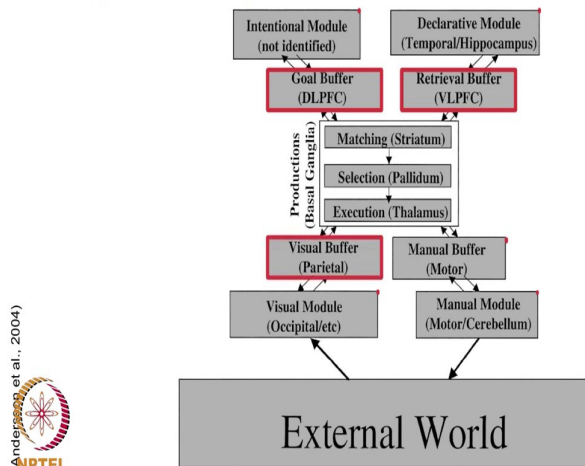 Intentional Module
(not identified)
Declarative Module
(Temporal/Hippocampus)
Goal Buffer
(DLPFC)
Retrieval Buffer
(VLPFC)
Productions
(Basal Ganglia)
Matching (Striatum)
Selection (Pallidum)
Execution (Thalamus)
Visual Buffer
(Parietal)
Manual Buffer
(Motor)
Visual Module
(Occipital/etc)
Manual Module
(Motor/Cerebellum)
External World
Andersson et al., 2004)
NPTEL